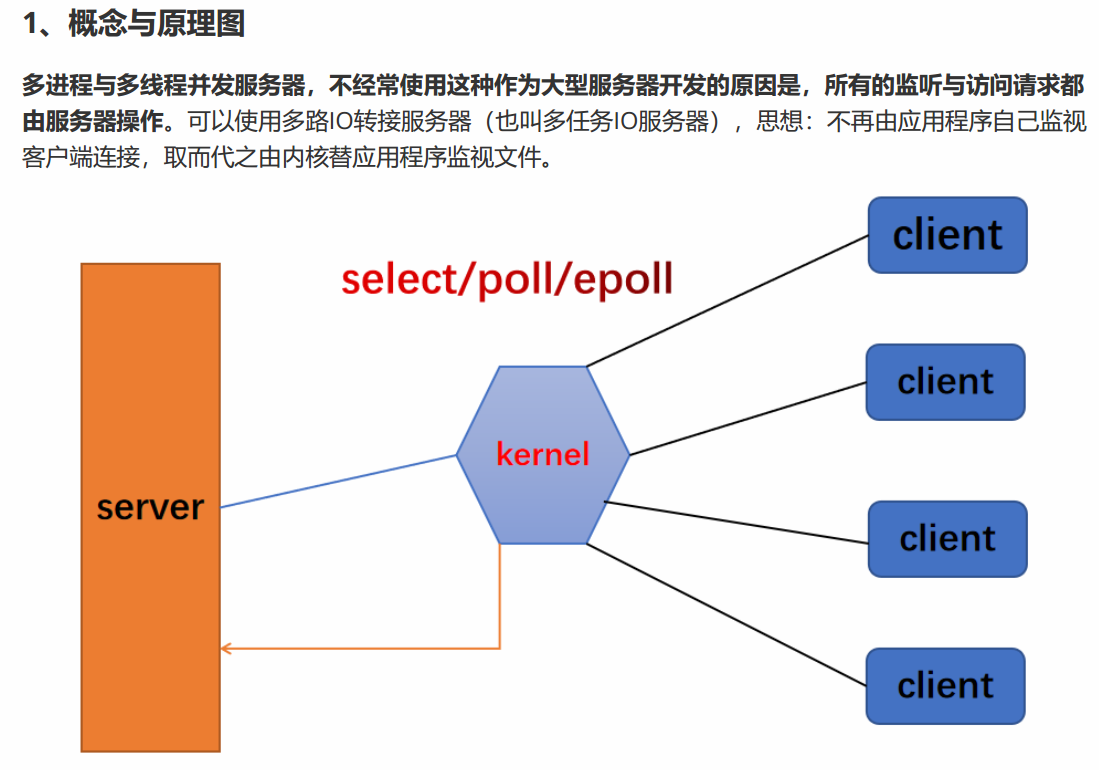 1、概念与原理图
多进程与多线程并发服务器，不经常使用这种作为大型服务器开发的原因是，所有的监听与访问请求都
由服务器操作。可以使用多路IO转接服务器（也叫多任务IO服务器），思想：不再由应用程序自己监视
客户端连接，取而代之由内核替应用程序监视文件。
client
select/poll/epoll
client
kernel
server
client
client